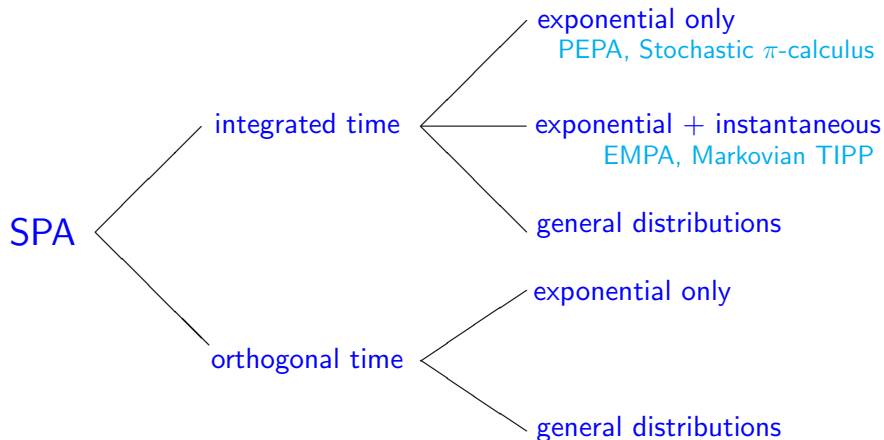 exponential only
PEPA, Stochastic π-calculus
integrated time
exponential + instantaneous
EMPA, Markovian TIPP
SPA
general distributions
exponential only
orthogonal time
general distributions